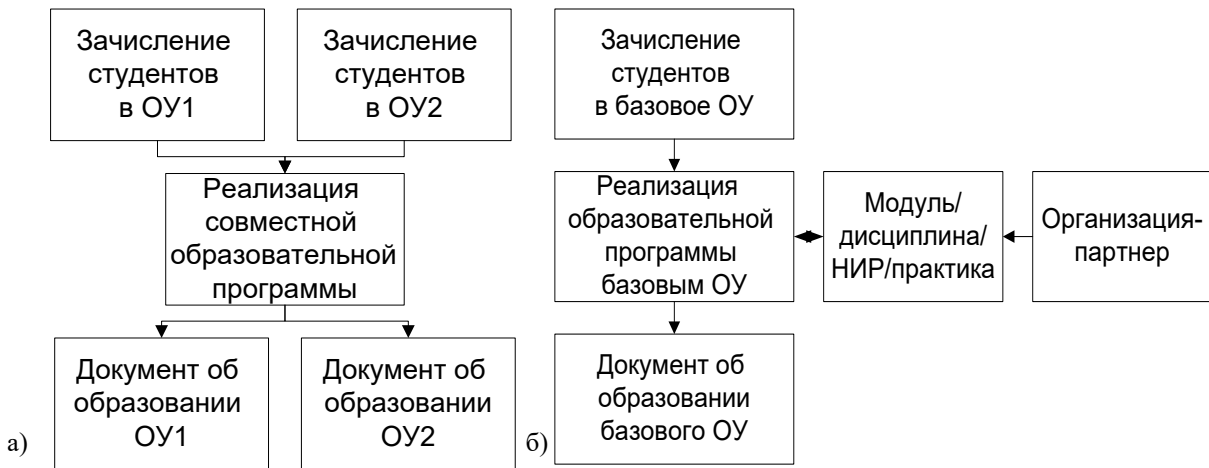 Зачисление
студентов
в ОУ1
Зачисление
студентов
в ОУ2
Реализация
совместной
образовательной
программы
Документ об
образовании
ОУ1
Документ об
образовании
ОУ2
а)
Зачисление
студентов
в базовое ОУ
Реализация
образовательной
программы
базовым ОУ
Модуль/
дисциплина/
НИР/практика
Организация-
партнер
Документ об
образовании
базового ОУ
б)